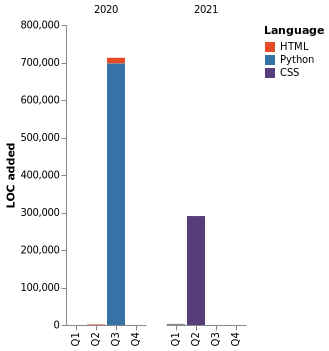 2020
2021
Language
HTML
Python
CSS
LOC added
800,000
700,000
600,000
500,000
400,000
300,000
200,000
100,000
0
Q1
Q2
Q3
Q4
Q1
Q2
Q3
Q4